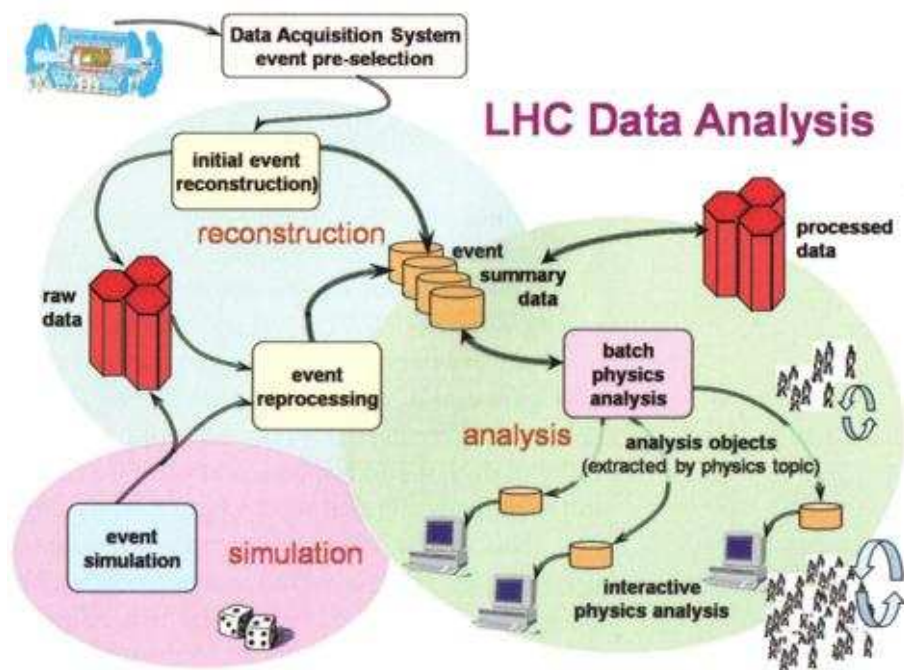 Data Acquisition System
event pre-selection
LHC Data Analysis
initial event
reconstruction)
reconstruction
event
summary
data
processed
data
raw
data
event
reprocessing
batch
physics
analysis
analysis
analysis objects
(extracted by physics topic)
event
simulation
simulation
interactive
physics analysis